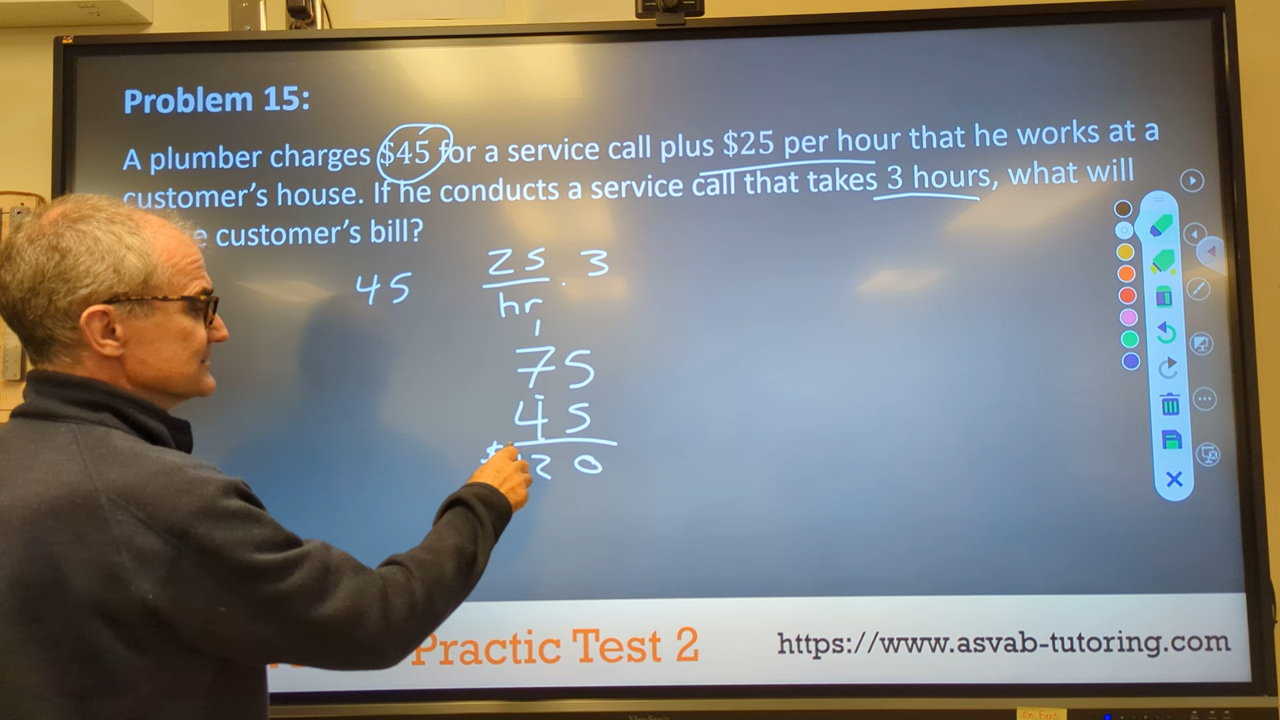 Problem 15:
A plumber charges $45 for a service call plus $25 per hour that he works at a
customer's house. If he conducts a service call that takes 3 hours, what will
customer's bill?
45
25 . 3
hr
1
75
45
$120
Practic Test 2
https://www.asvab-tutoring.com